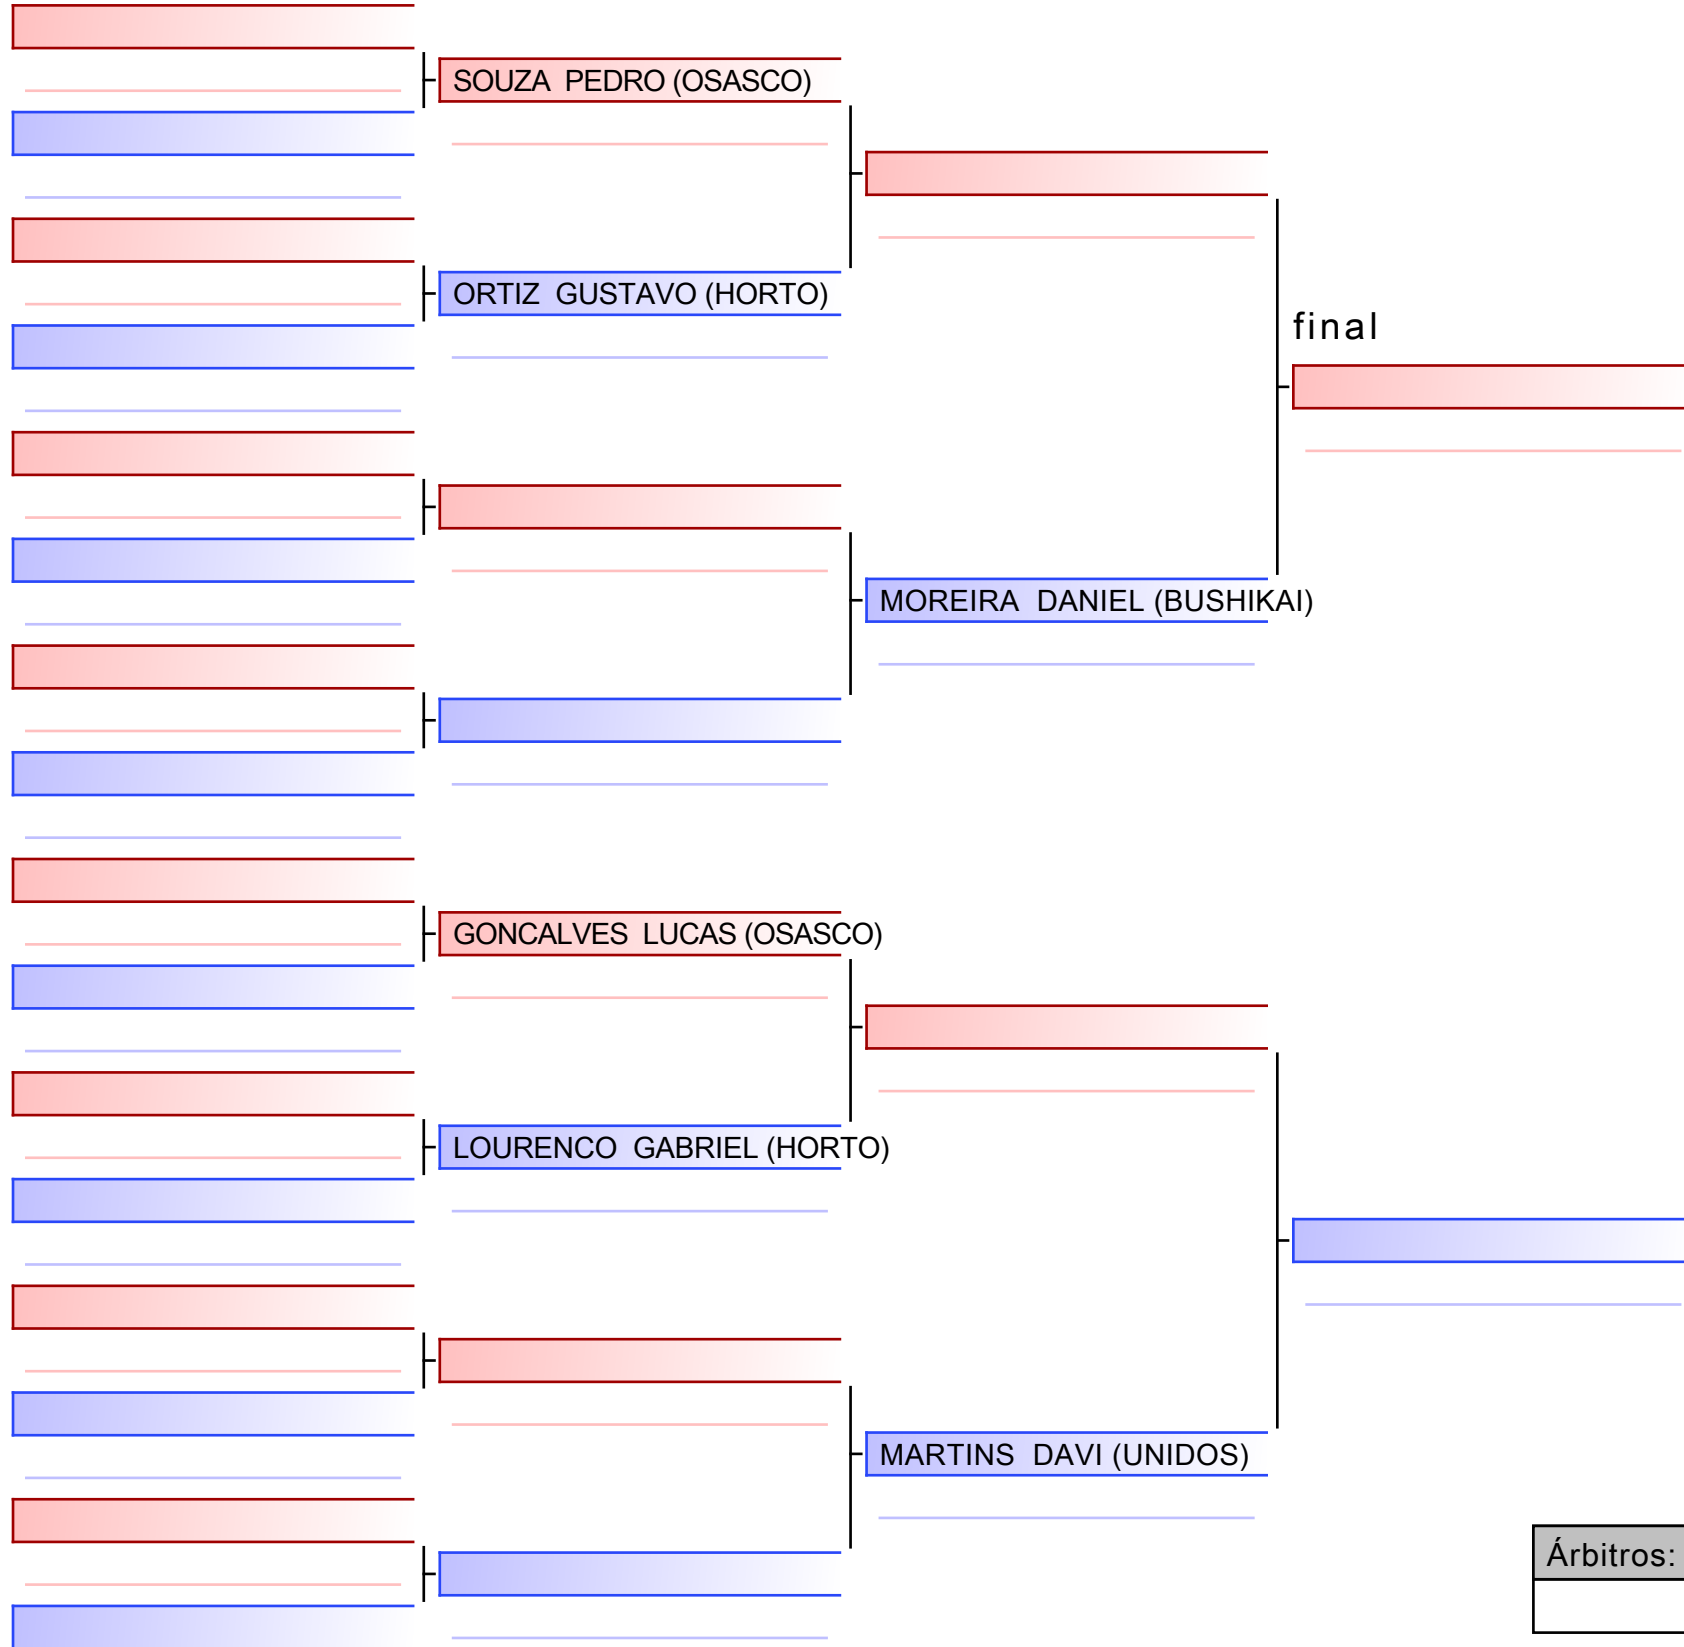 SOUZA  PEDRO (OSASCO)
ORTIZ  GUSTAVO (HORTO)
final
MOREIRA  DANIEL (BUSHIKAI)
GONCALVES  LUCAS (OSASCO)
LOURENCO  GABRIEL (HORTO)
MARTINS  DAVI (UNIDOS)
Árbitros: